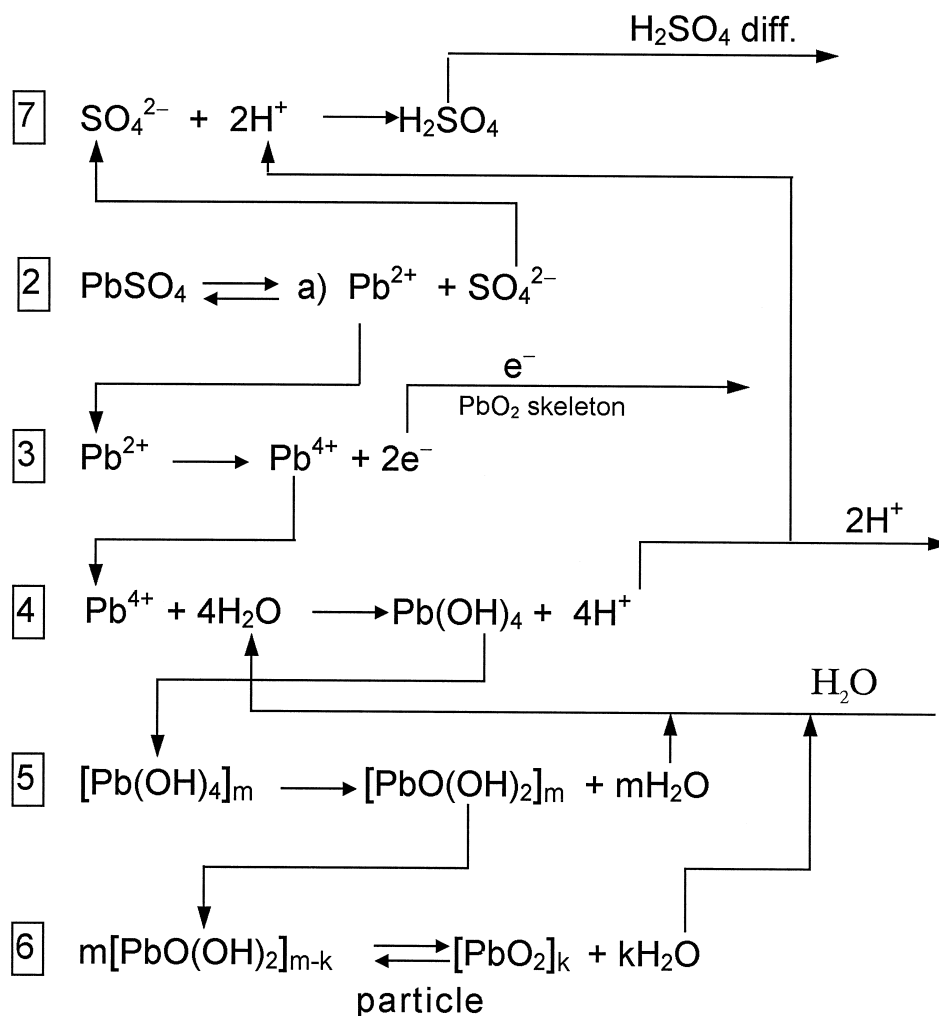 H₂SO₄ diff.
7 SO₄²⁻ + 2H⁺ → H₂SO₄
2 PbSO₄ ⇌ a) Pb²⁺ + SO₄²⁻
e⁻
PbO₂ skeleton
3 Pb²⁺ → Pb⁴⁺ + 2e⁻
2H⁺
4 Pb⁴⁺ + 4H₂O → Pb(OH)₄ + 4H⁺
H₂O
5 [Pb(OH)₄]ₘ → [PbO(OH)₂]ₘ + mH₂O
6 m[PbO(OH)₂]ₘ₋ₖ ⇌ [PbO₂]ₖ + kH₂O
particle